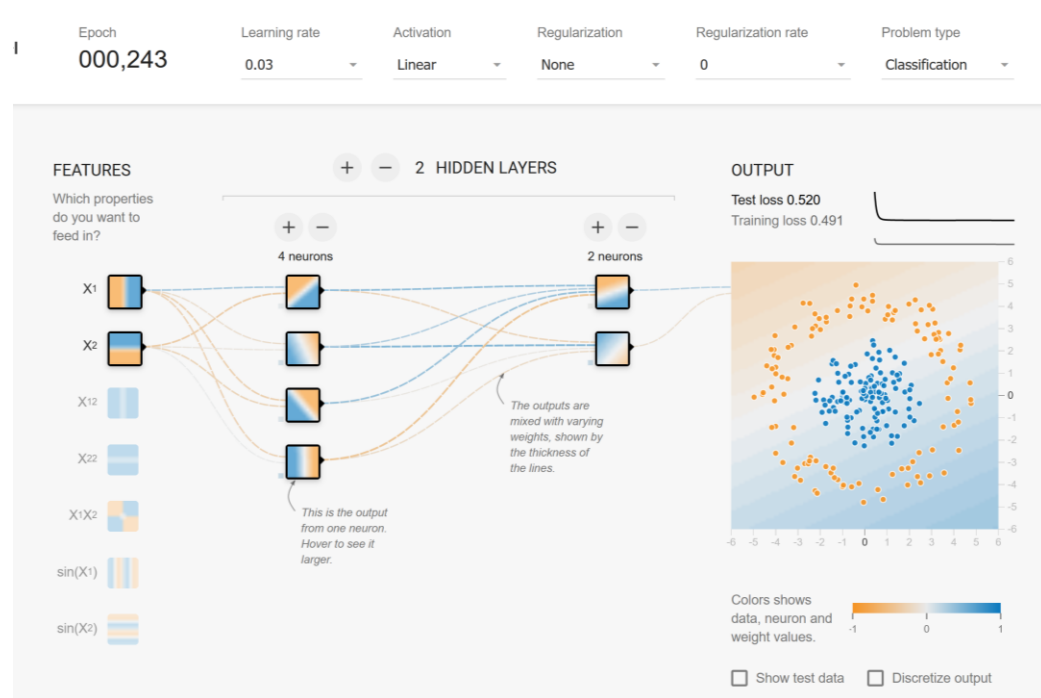 Epoch
000,243
Learning rate
0.03
Activation
Linear
Regularization
None
Regularization rate
0
Problem type
Classification
FEATURES
Which properties
do you want to
feed in?
X1
X2
X12
X22
X1X2
sin(X1)
sin(X2)
+ − 2 HIDDEN LAYERS
+ −
4 neurons
+ −
2 neurons
This is the output
from one neuron.
Hover to see it
larger.
The outputs are
mixed with varying
weights, shown by
the thickness of
the lines.
OUTPUT
Test loss 0.520
Training loss 0.491
6
5
4
3
2
1
0
-1
-2
-3
-4
-5
-6
-6 -5 -4 -3 -2 -1 0 1 2 3 4 5 6
Colors shows
data, neuron and
weight values.
-1 0 1
Show test data
Discretize output